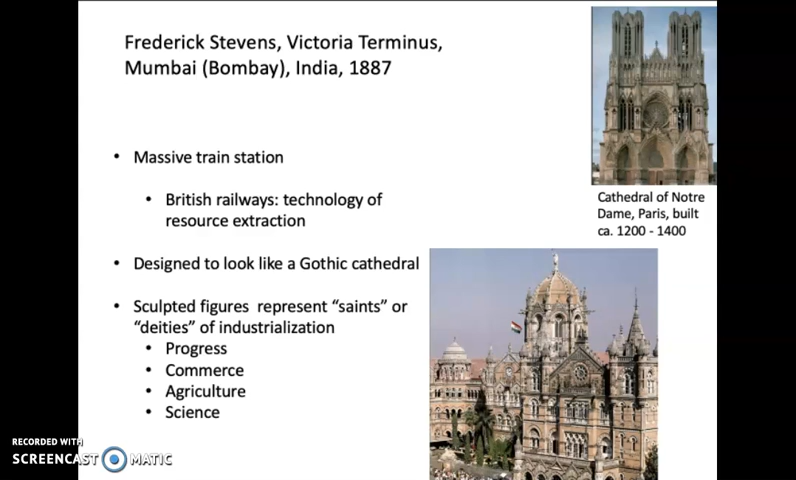 Frederick Stevens, Victoria Terminus,
Mumbai (Bombay), India, 1887
• Massive train station
• British railways: technology of
resource extraction
• Designed to look like a Gothic cathedral
• Sculpted figures represent “saints” or
“deities” of industrialization
• Progress
• Commerce
• Agriculture
• Science
Cathedral of Notre
Dame, Paris, built
ca. 1200 - 1400
RECORDED WITH
SCREENCAST MATIC